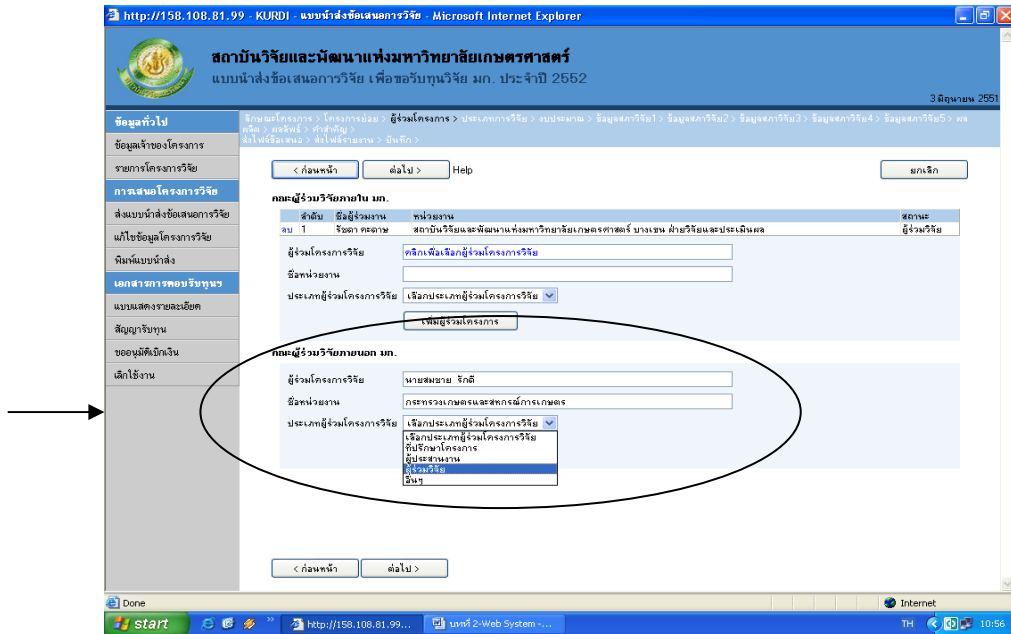 http://158.108.81.99 - KURDI - แบบนำส่งข้อเสนอการวิจัย - Microsoft Internet Explorer
สถาบันวิจัยและพัฒนาแห่งมหาวิทยาลัยเกษตรศาสตร์
แบบนำส่งข้อเสนอการวิจัย เพื่อขอรับทุนวิจัย มก. ประจำปี 2552
3 มิถุนายน 2551
ข้อมูลทั่วไป
ข้อมูลเจ้าของโครงการ
รายการโครงการวิจัย
การเสนอโครงการวิจัย
ส่งแบบนำส่งข้อเสนอการวิจัย
แก้ไขข้อมูลโครงการวิจัย
พิมพ์แบบนำส่ง
เอกสารการตอบรับทุนฯ
แบบแสดงรายละเอียด
สัญญารับทุน
ขออนุมัติเบิกเงิน
เลิกใช้งาน
ลักษณะโครงการ > โครงการย่อย > ผู้ร่วมโครงการ > ประเภทการวิจัย > งบประมาณ > ข้อมูลสภาวิจัย1 > ข้อมูลสภาวิจัย2 > ข้อมูลสภาวิจัย3 > ข้อมูลสภาวิจัย4 > ข้อมูลสภาวิจัย5 > ผล
ผลิต > ผลลัพธ์ > คำสำคัญ >
ส่งไฟล์ข้อเสนอ > ส่งไฟล์รายงาน > บันทึก >
< ก่อนหน้า ต่อไป > Help ยกเลิก
คณะผู้ร่วมวิจัยภายใน มก.
ลำดับ ชื่อผู้ร่วมงาน หน่วยงาน สถานะ
ลบ 1 รัชดา คะดาษ สถาบันวิจัยและพัฒนาแห่งมหาวิทยาลัยเกษตรศาสตร์ บางเขน ฝ่ายวิจัยและประเมินผล ผู้ร่วมวิจัย
ผู้ร่วมโครงการวิจัย คลิกเพื่อเลือกผู้ร่วมโครงการวิจัย
ชื่อหน่วยงาน
ประเภทผู้ร่วมโครงการวิจัย เลือกประเภทผู้ร่วมโครงการวิจัย
เพิ่มผู้ร่วมโครงการ
คณะผู้ร่วมวิจัยภายนอก มก.
ผู้ร่วมโครงการวิจัย นายสมชาย รักดี
ชื่อหน่วยงาน กระทรวงเกษตรและสหกรณ์การเกษตร
ประเภทผู้ร่วมโครงการวิจัย เลือกประเภทผู้ร่วมโครงการวิจัย
เลือกประเภทผู้ร่วมโครงการวิจัย
ที่ปรึกษาโครงการ
ผู้ประสานงาน
ผู้ร่วมวิจัย
อื่นๆ
< ก่อนหน้า ต่อไป >
Done Internet
start http://158.108.81.99... บทที่ 2-Web System -... TH 10:56